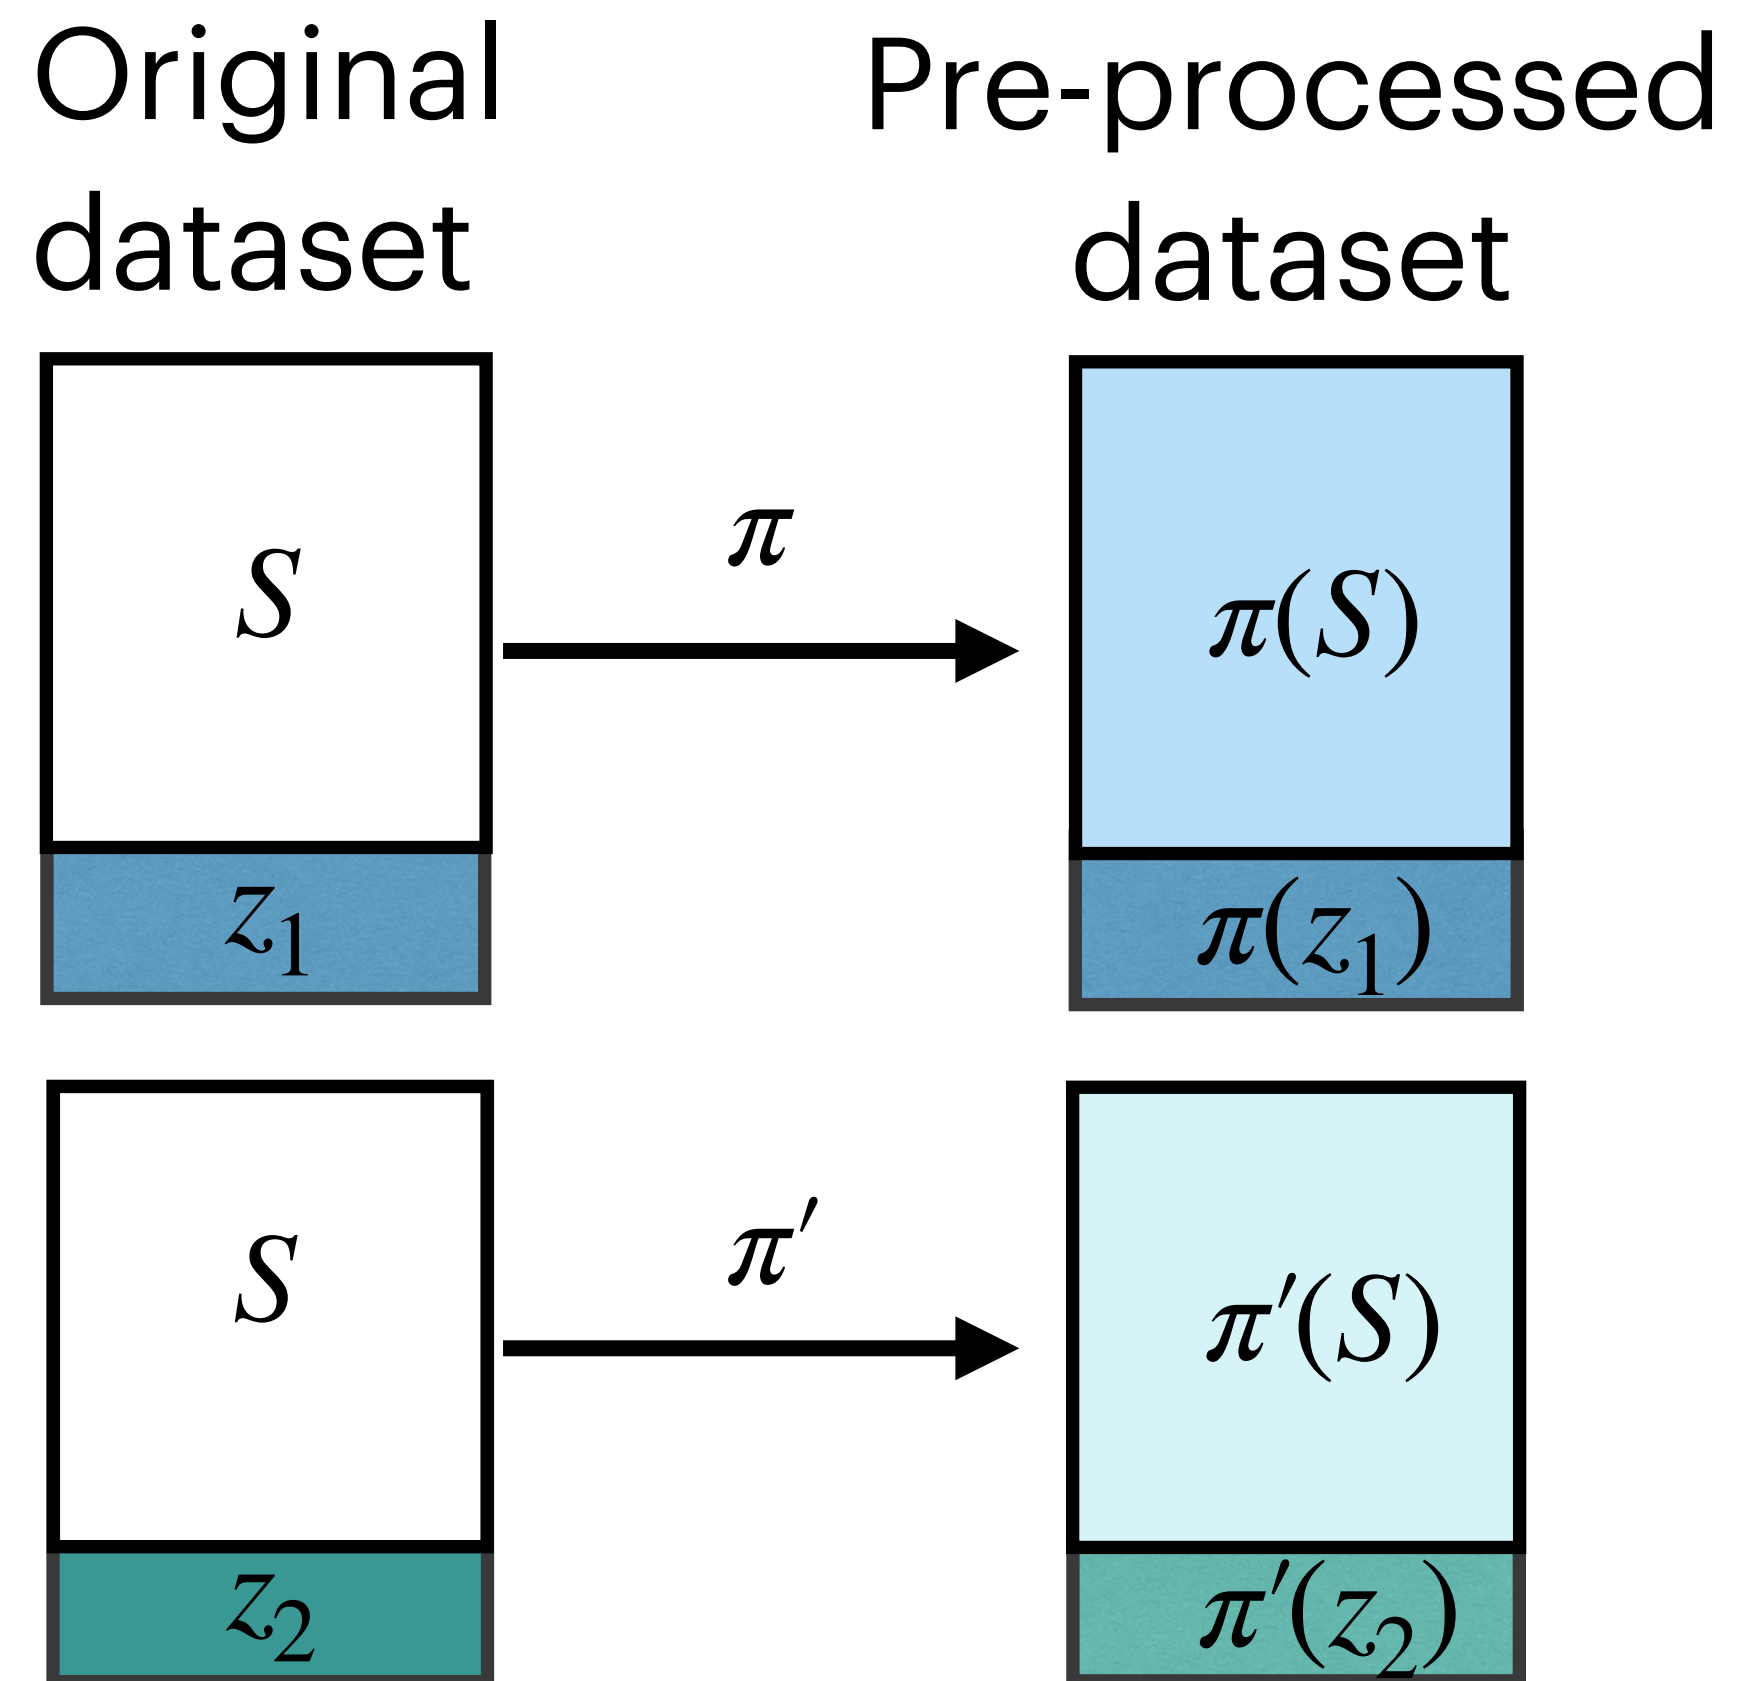 Original
dataset
Pre-processed
dataset
S
π
π(S)
z₁
π(z₁)
S
π′
π′(S)
z₂
π′(z₂)